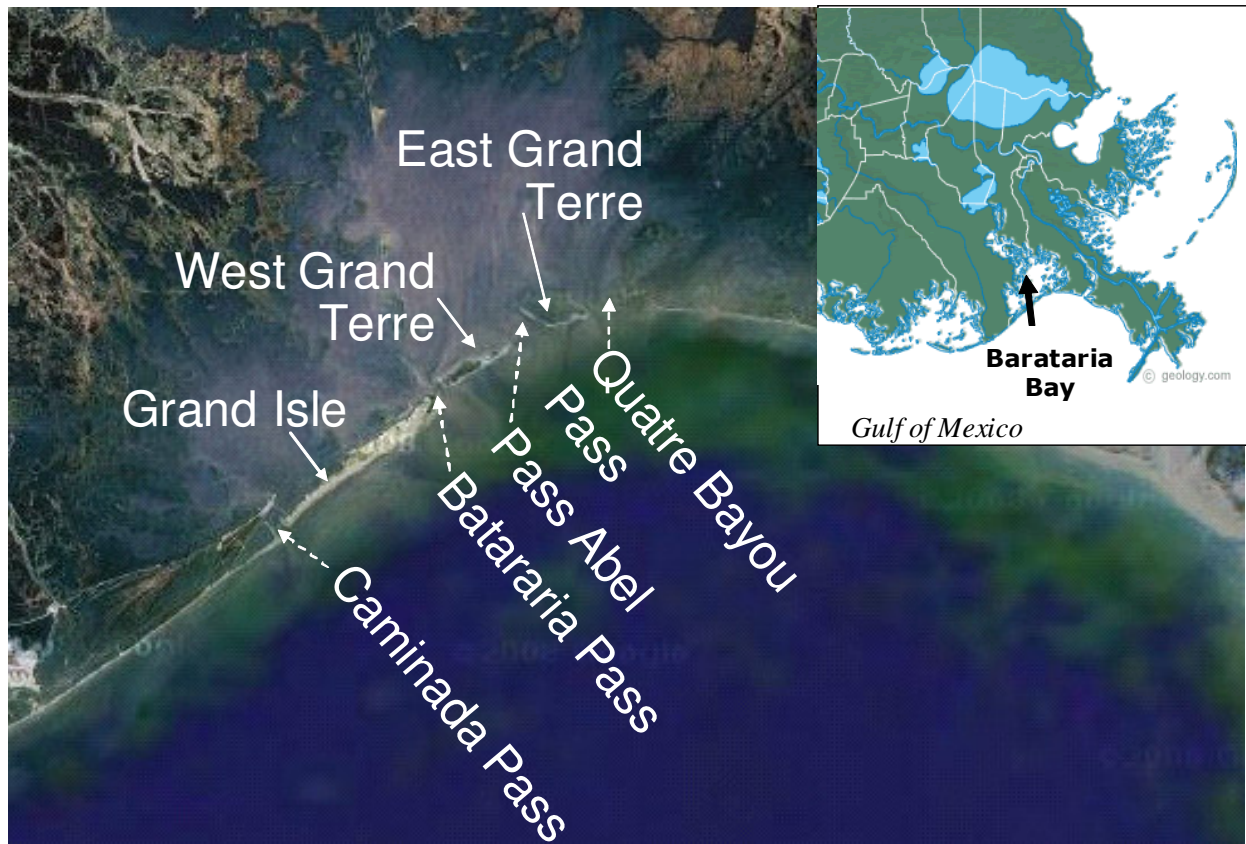 East Grand
Terre
West Grand
Terre
Grand Isle
Quatre Bayou
Pass
Pass Abel
Batararia Pass
Caminada Pass
Barataria
Bay
© geology.com
Gulf of Mexico